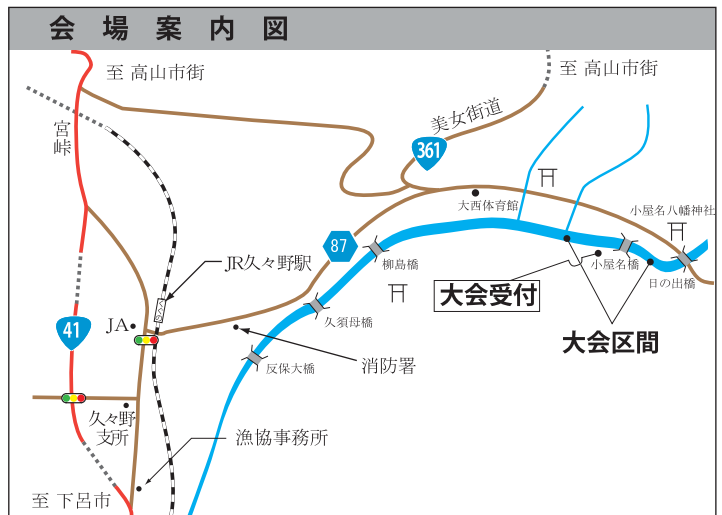 会場案内図
至 高山市街
至 高山市街
宮峠
美女街道
361
大西体育館
小屋名八幡神社
87
JR久々野駅
柳島橋
小屋名橋
日の出橋
大会受付
久須母橋
41
JA
大会区間
消防署
反保大橋
久々野
支所
漁協事務所
至 下呂市